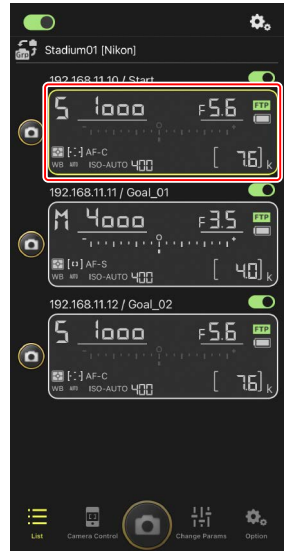 Grp
Stadium01 [Nikon]
192.168.11.10 / Start
S 1000 F5.6 FTP
AF-C
WB ISO-AUTO 400 [ 7.6] k
192.168.11.11 / Goal_01
M 4000 F3.5 FTP
AF-S
WB ISO-AUTO 400 [ 4.0] k
192.168.11.12 / Goal_02
S 1000 F5.6 FTP
AF-C
WB ISO-AUTO 400 [ 7.6] k
List Camera Control Change Params Option